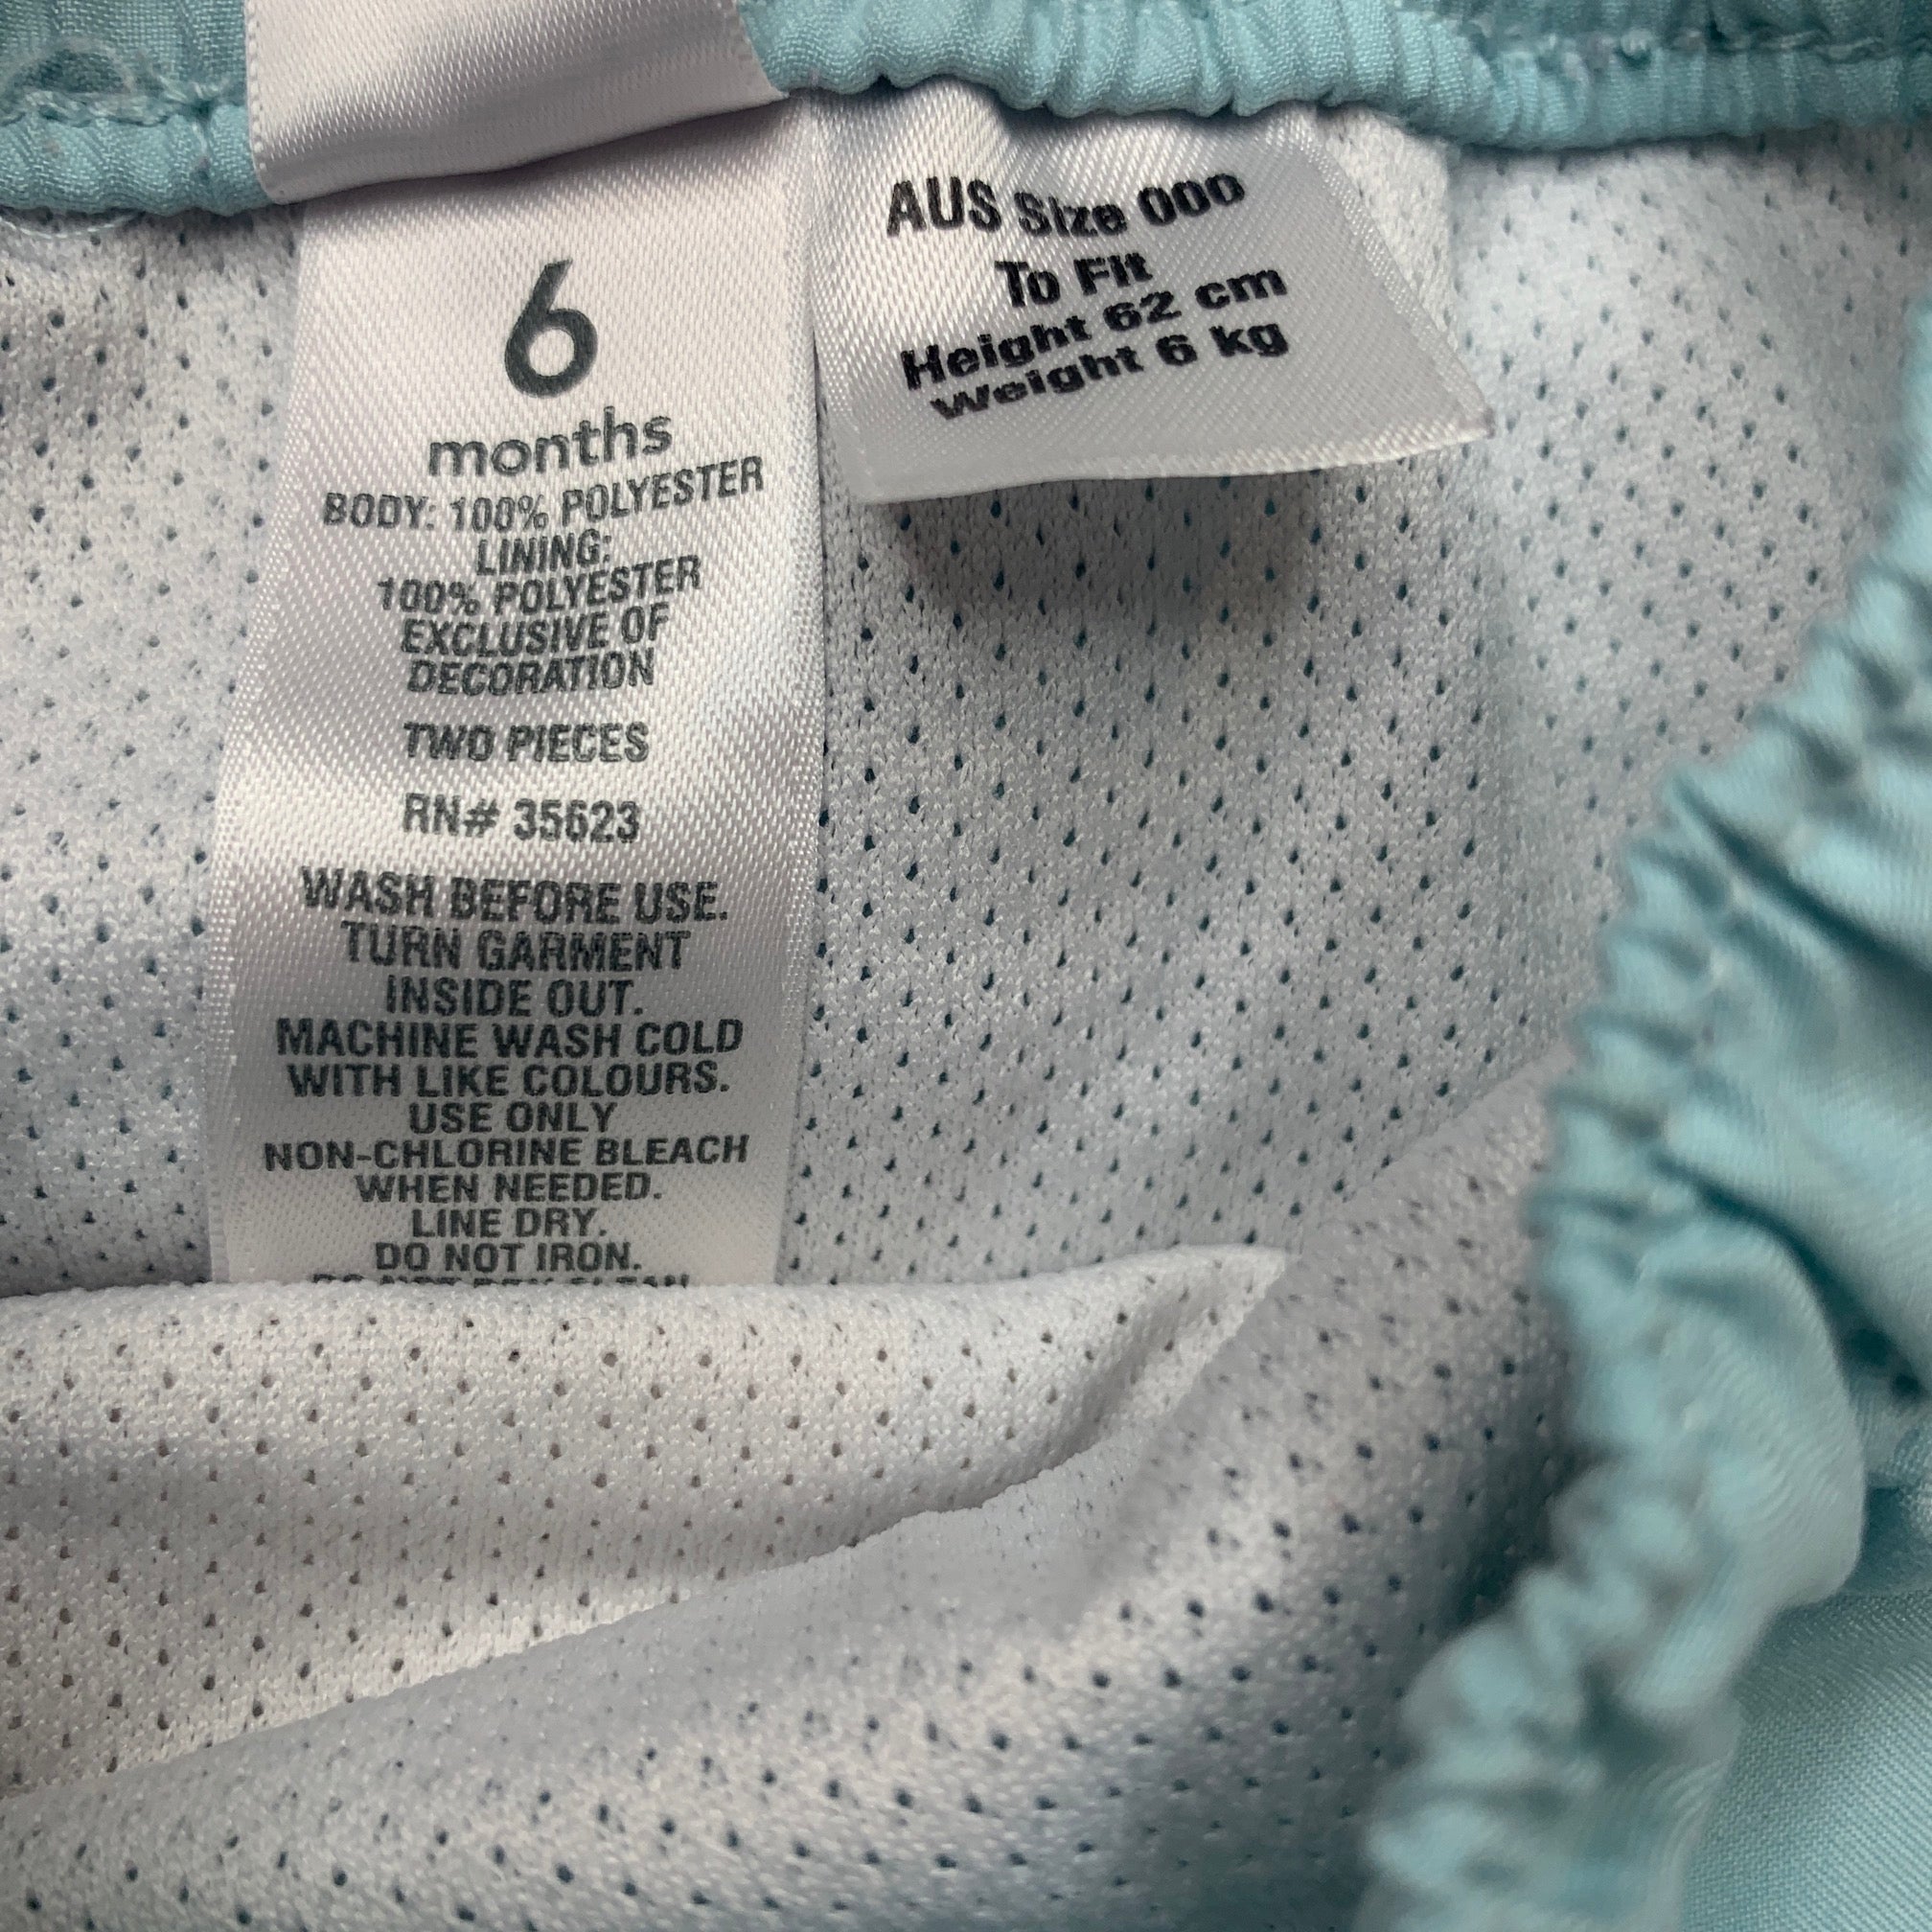 6
months
BODY: 100% POLYESTER
LINING:
100% POLYESTER
EXCLUSIVE OF
DECORATION
TWO PIECES
RN# 35623
WASH BEFORE USE.
TURN GARMENT
INSIDE OUT.
MACHINE WASH COLD
WITH LIKE COLOURS.
USE ONLY
NON-CHLORINE BLEACH
WHEN NEEDED.
LINE DRY.
DO NOT IRON.
AUS Size 000
To Fit
Height 62 cm
Weight 6 kg